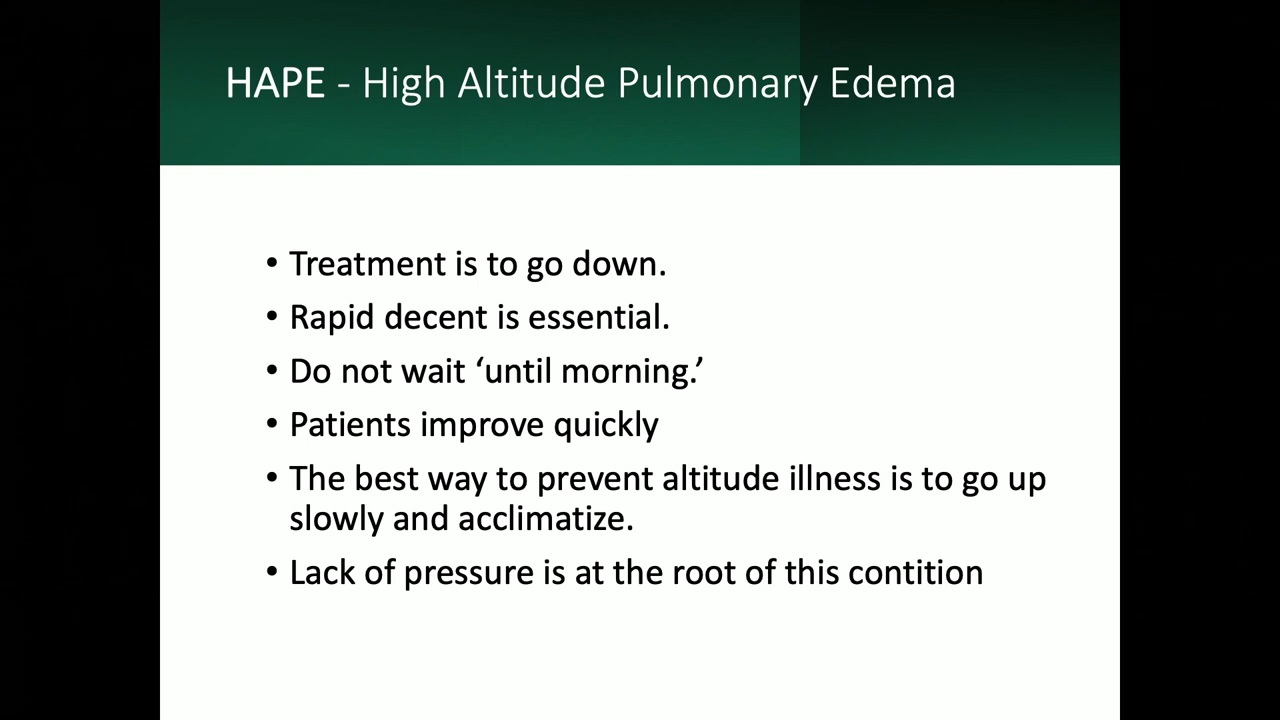 HAPE - High Altitude Pulmonary Edema
• Treatment is to go down.
• Rapid decent is essential.
• Do not wait ‘until morning.’
• Patients improve quickly
• The best way to prevent altitude illness is to go up
slowly and acclimatize.
• Lack of pressure is at the root of this contition